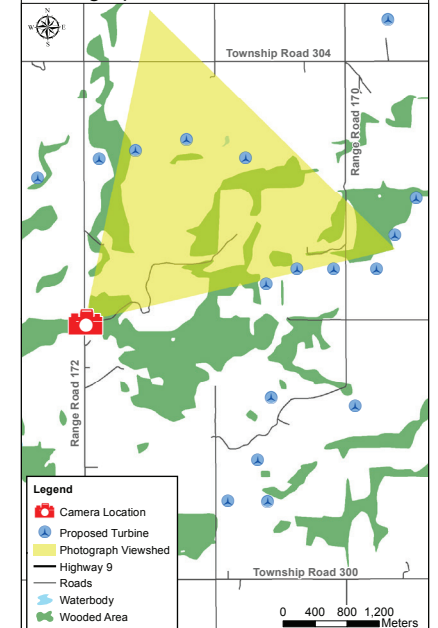 N
W E
S
Township Road 304
Range Road 170
Range Road 172
Legend
Camera Location
Proposed Turbine
Photograph Viewshed
Highway 9
Roads
Waterbody
Wooded Area
Township Road 300
0 400 800 1,200
Meters